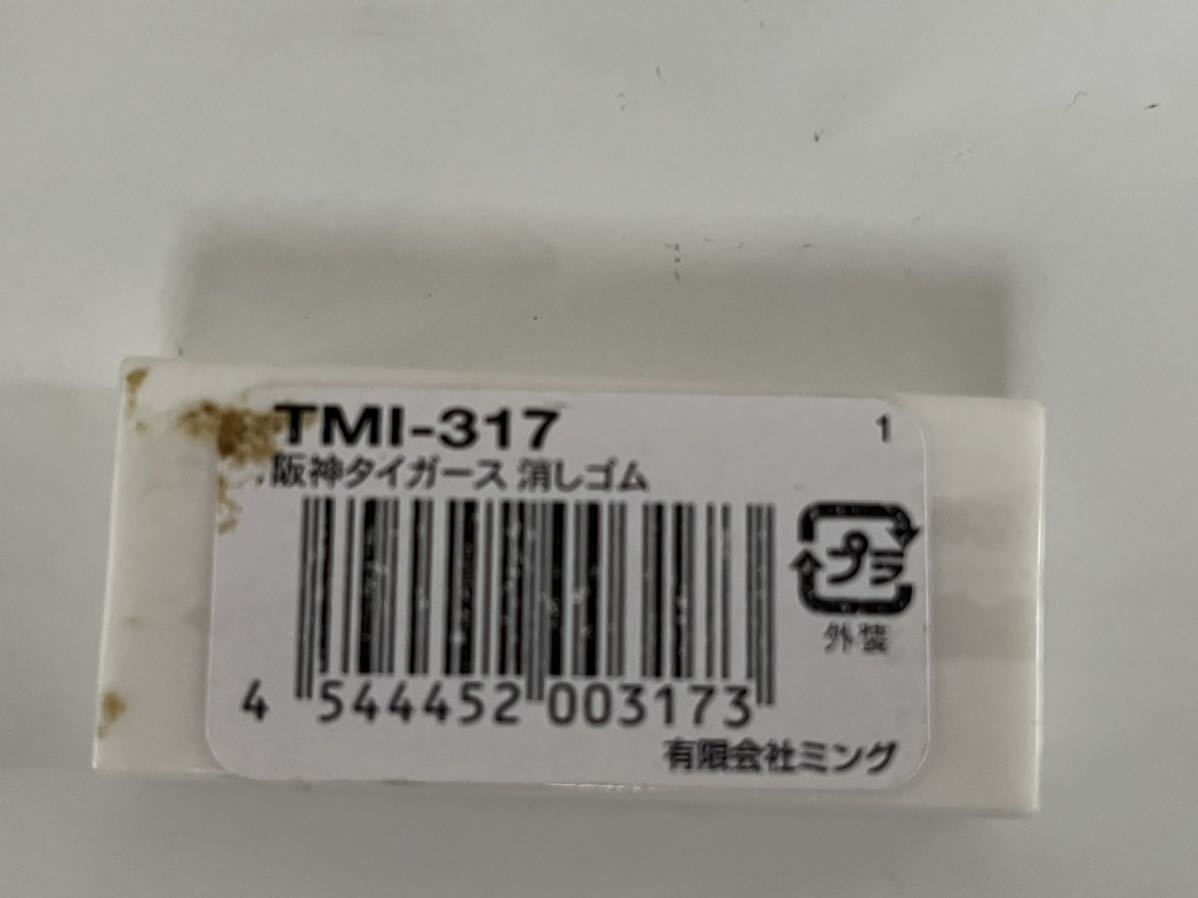 TMI-317 1
阪神タイガース 消しゴム
プラ
外装
4 544452 003173
有限会社ミング